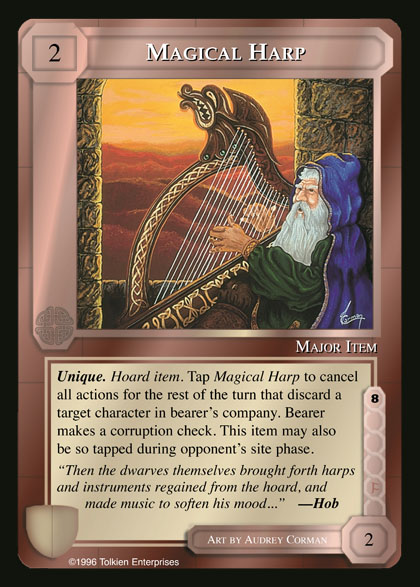 2
MAGICAL HARP
Corman
MAJOR ITEM
Unique. Hoard item. Tap Magical Harp to cancel
all actions for the rest of the turn that discard a
target character in bearer's company. Bearer
makes a corruption check. This item may also
be so tapped during opponent's site phase.
"Then the dwarves themselves brought forth harps
and instruments regained from the hoard, and
made music to soften his mood..." —Hob
8
P
ART BY AUDREY CORMAN
2
©1996 Tolkien Enterprises